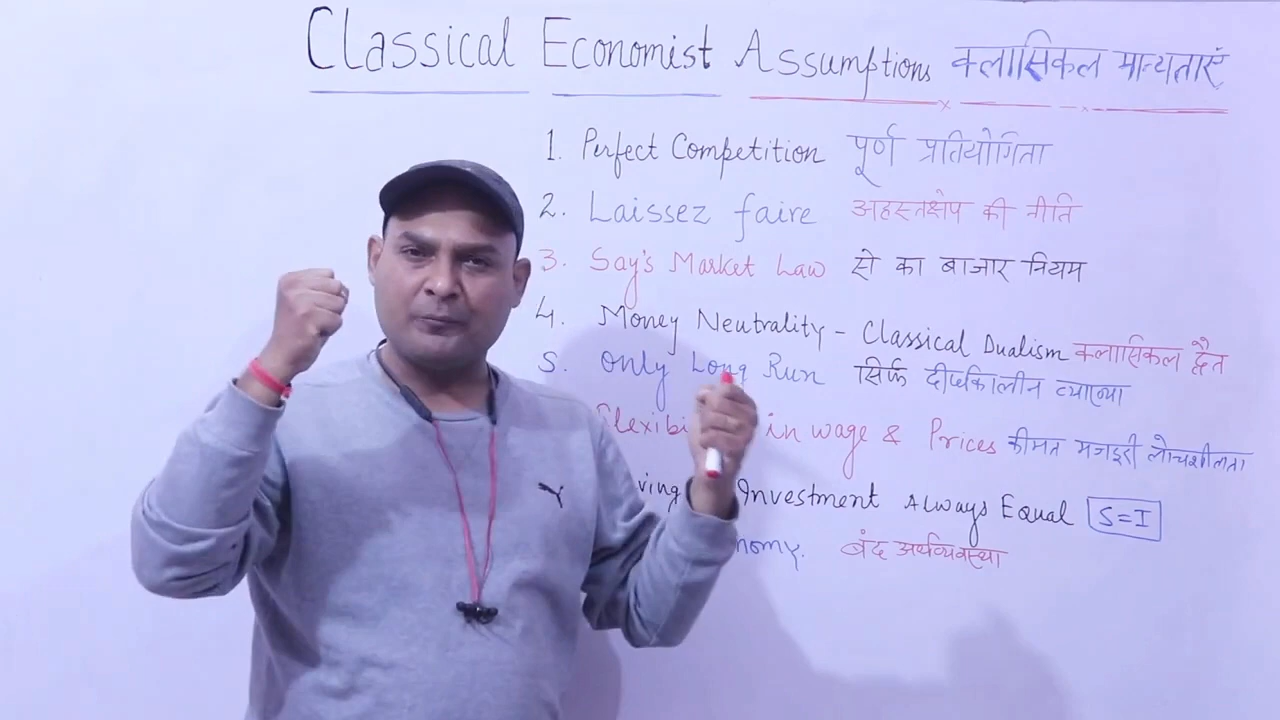 Classical Economist Assumptions क्लासिकल मान्यताएं
1. Perfect Competition पूर्ण प्रतियोगिता
2. Laissez faire अहस्तक्षेप की नीति
3. Say's Market Law से का बाजार नियम
4. Money Neutrality - Classical Dualism क्लासिकल द्वैत
5. Only Long Run सिर्फ दीर्घकालीन व्याख्या
in wage & Prices कीमत मजदूरी लोचशीलता
Investment Always Equal S=I
बंद अर्थव्यवस्था